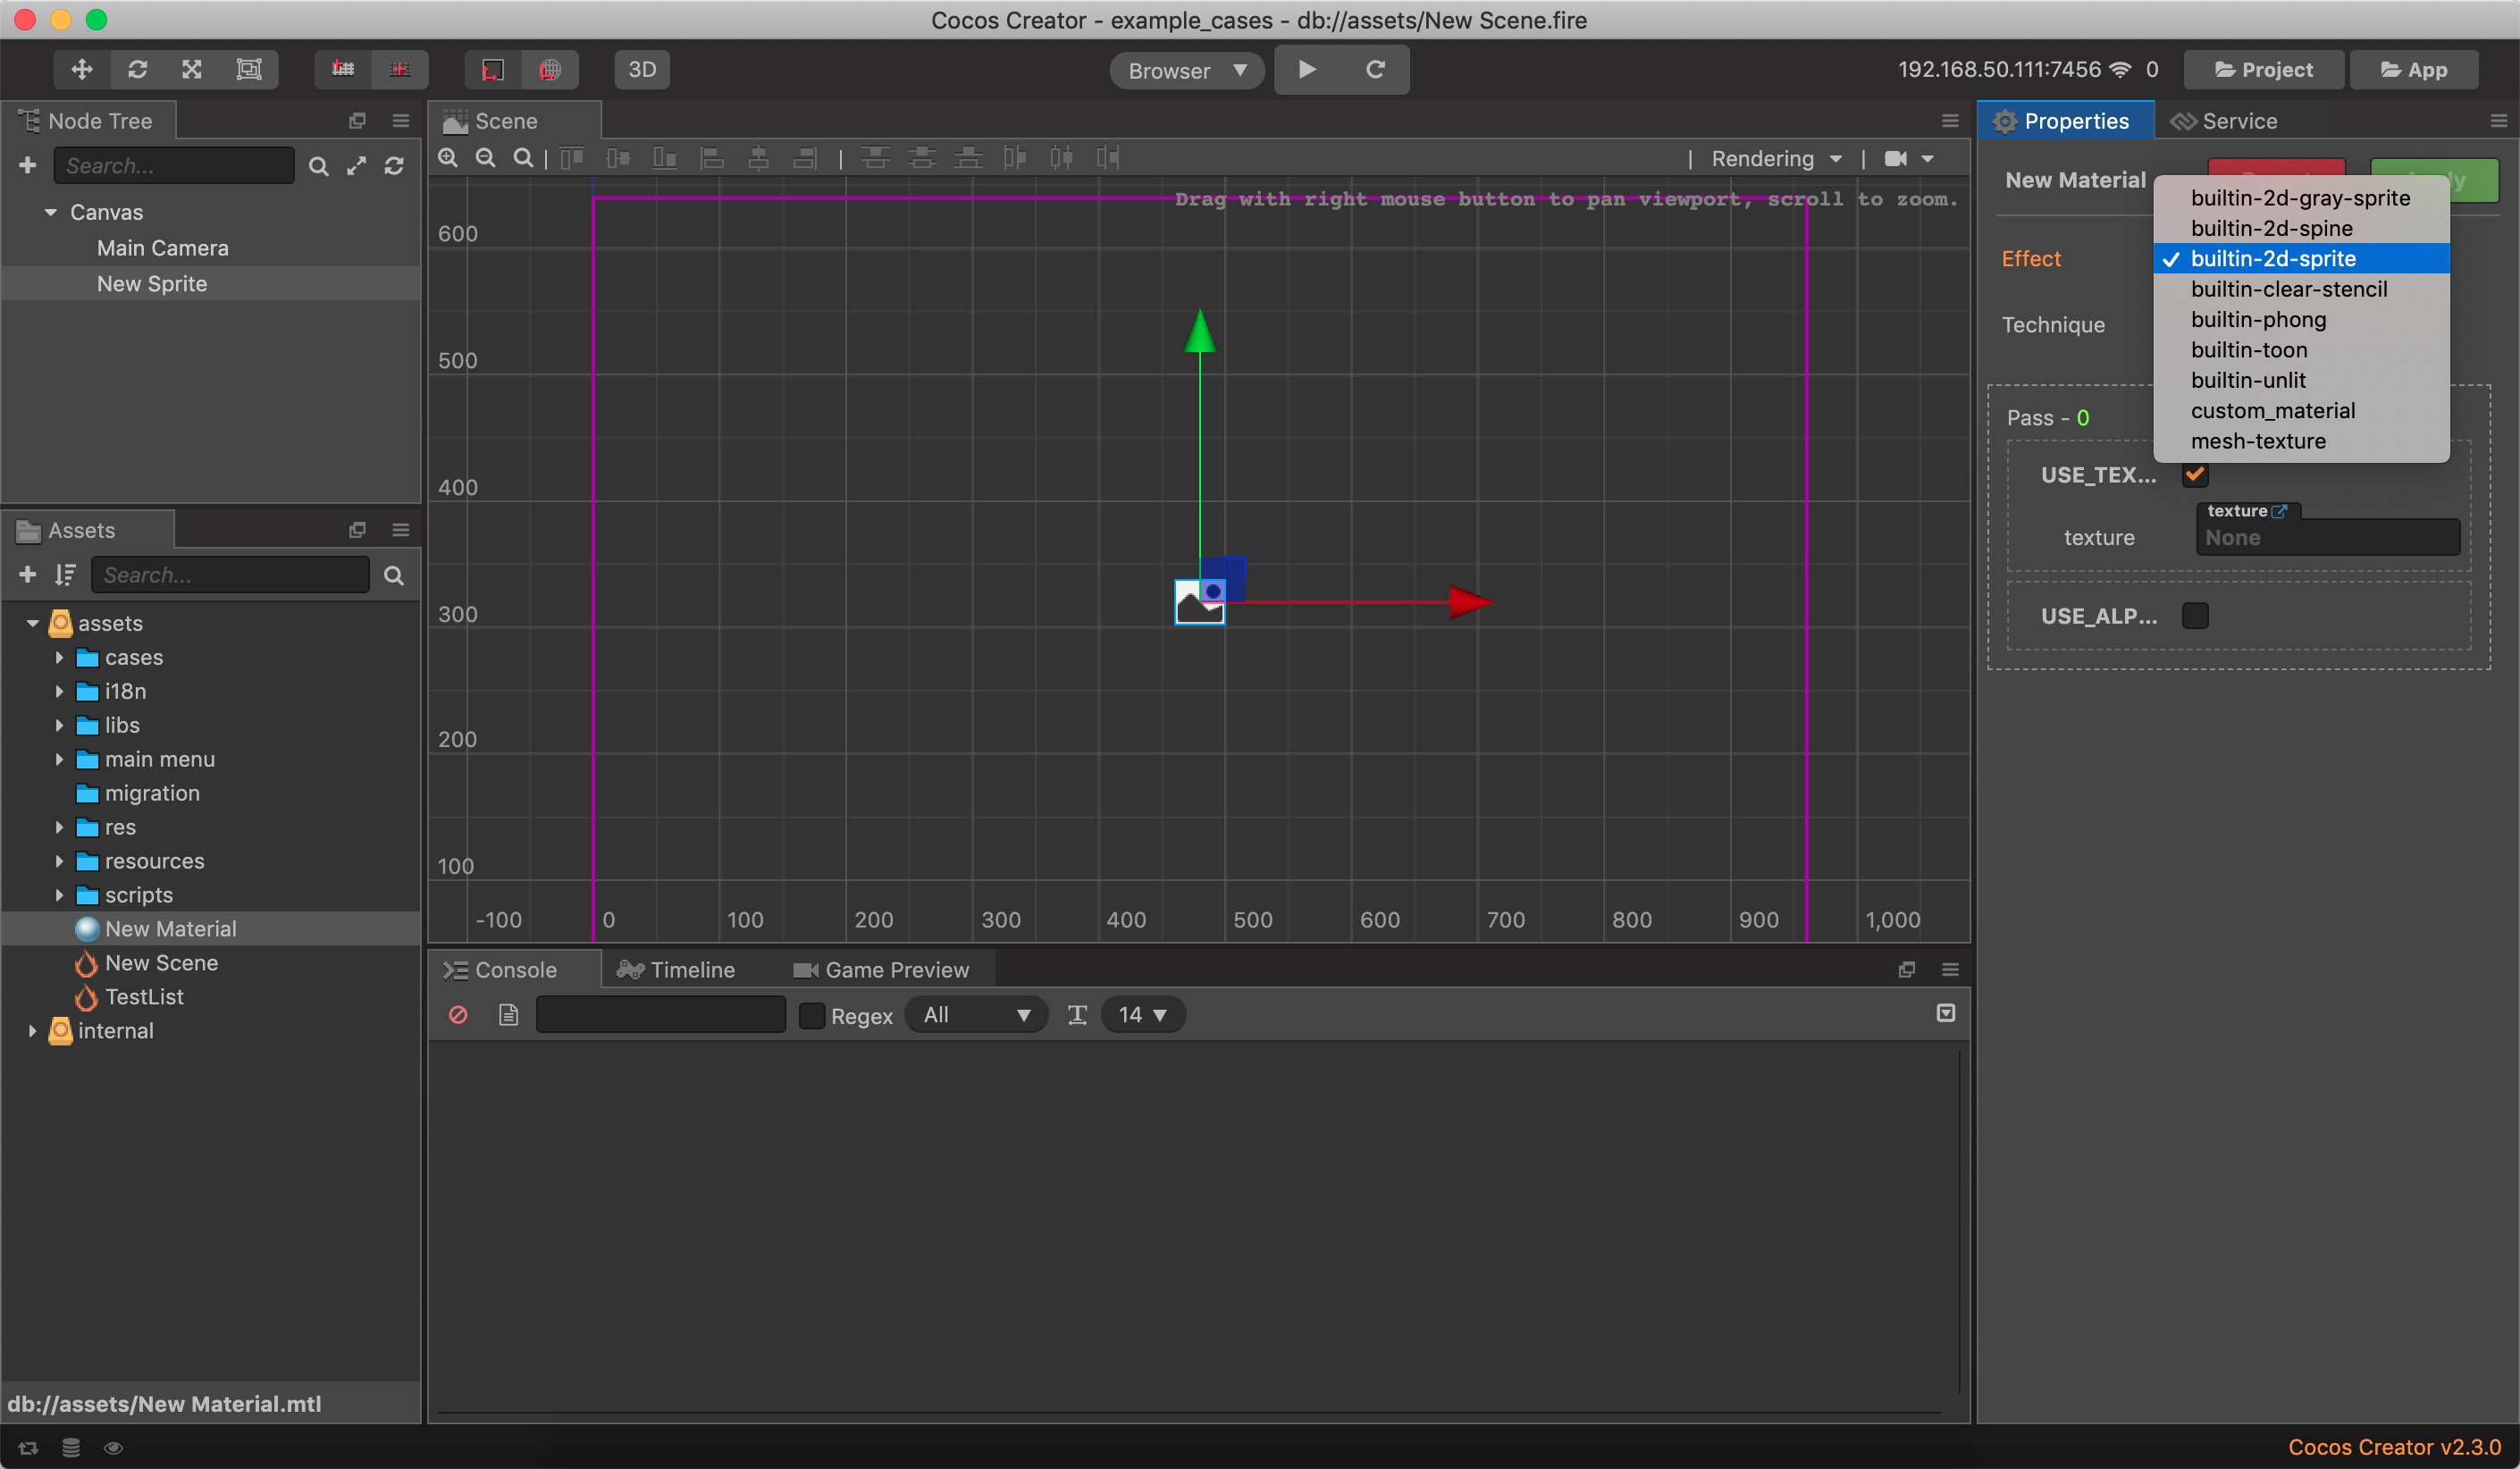 Cocos Creator - example_cases - db://assets/New Scene.fire
3D
Browser
192.168.50.111:7456 0
Project
App
Node Tree
Search...
Canvas
Main Camera
New Sprite
Assets
Search...
assets
cases
i18n
libs
main menu
migration
res
resources
scripts
New Material
New Scene
TestList
internal
db://assets/New Material.mtl
Scene
Rendering
Drag with right mouse button to pan viewport, scroll to zoom.
600
500
400
300
200
100
-100 0 100 200 300 400 500 600 700 800 900 1,000
Console
Timeline
Game Preview
Regex
All
14
Properties
Service
New Material
Effect
builtin-2d-gray-sprite
builtin-2d-spine
builtin-2d-sprite
builtin-clear-stencil
builtin-phong
builtin-toon
builtin-unlit
custom_material
mesh-texture
Technique
Pass - 0
USE_TEX...
texture
texture
None
USE_ALP...
Cocos Creator v2.3.0